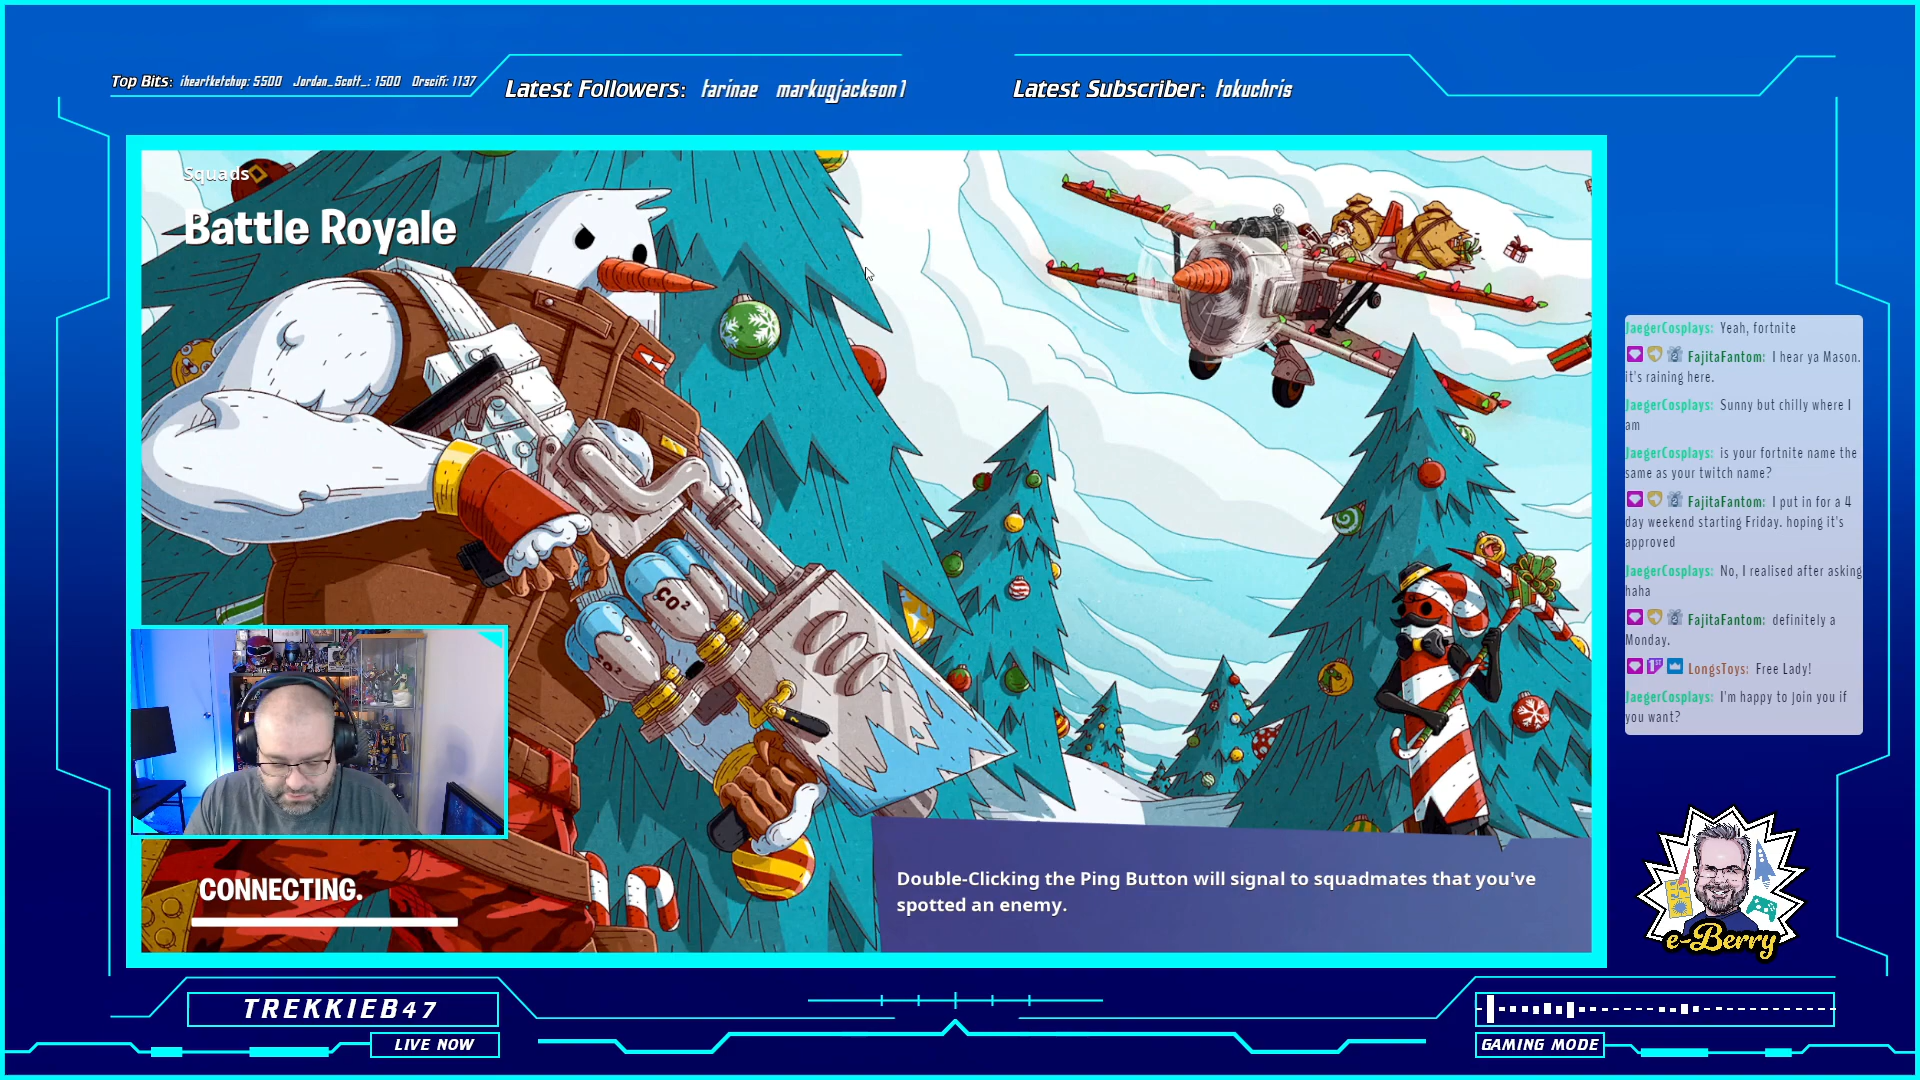 Top Bits: iheartketchup: 5500 Jordan_Scott_: 1500 Orscifi: 1137
Latest Followers: farinae markugjackson1
Latest Subscriber: tokuchris
Squads
Battle Royale
JaegerCosplays: Yeah, fortnite
FajitaFantom: I hear ya Mason.
it's raining here.
JaegerCosplays: Sunny but chilly where I
am
JaegerCosplays: is your fortnite name the
same as your twitch name?
FajitaFantom: I put in for a 4
day weekend starting Friday. hoping it's
approved
JaegerCosplays: No, I realised after asking
haha
FajitaFantom: definitely a
Monday.
LongsToys: Free Lady!
JaegerCosplays: I'm happy to join you if
you want?
CO²
CO²
CONNECTING.
Double-Clicking the Ping Button will signal to squadmates that you've
spotted an enemy.
e-Berry
TREKKIEB47
LIVE NOW
GAMING MODE